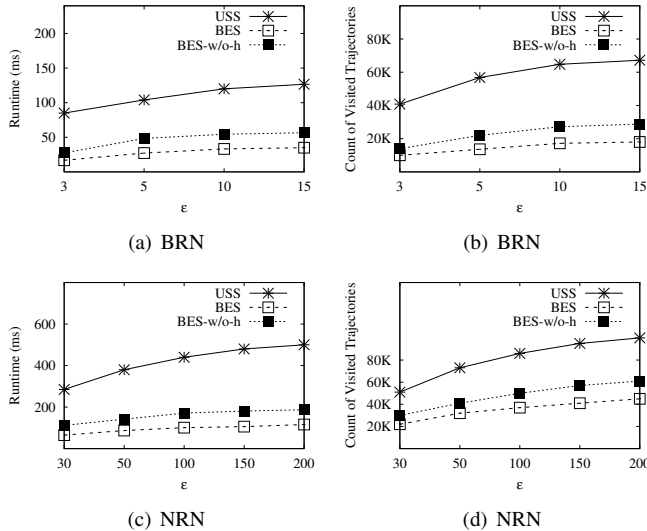 USS
BES
BES-w/o-h
Runtime (ms)
200
150
100
50
3 5 10 15
ε
(a) BRN
USS
BES
BES-w/o-h
Count of Visited Trajectories
80K
60K
40K
20K
3 5 10 15
ε
(b) BRN
USS
BES
BES-w/o-h
Runtime (ms)
600
400
200
30 50 100 150 200
ε
(c) NRN
USS
BES
BES-w/o-h
Count of Visited Trajectories
80K
60K
40K
20K
30 50 100 150 200
ε
(d) NRN